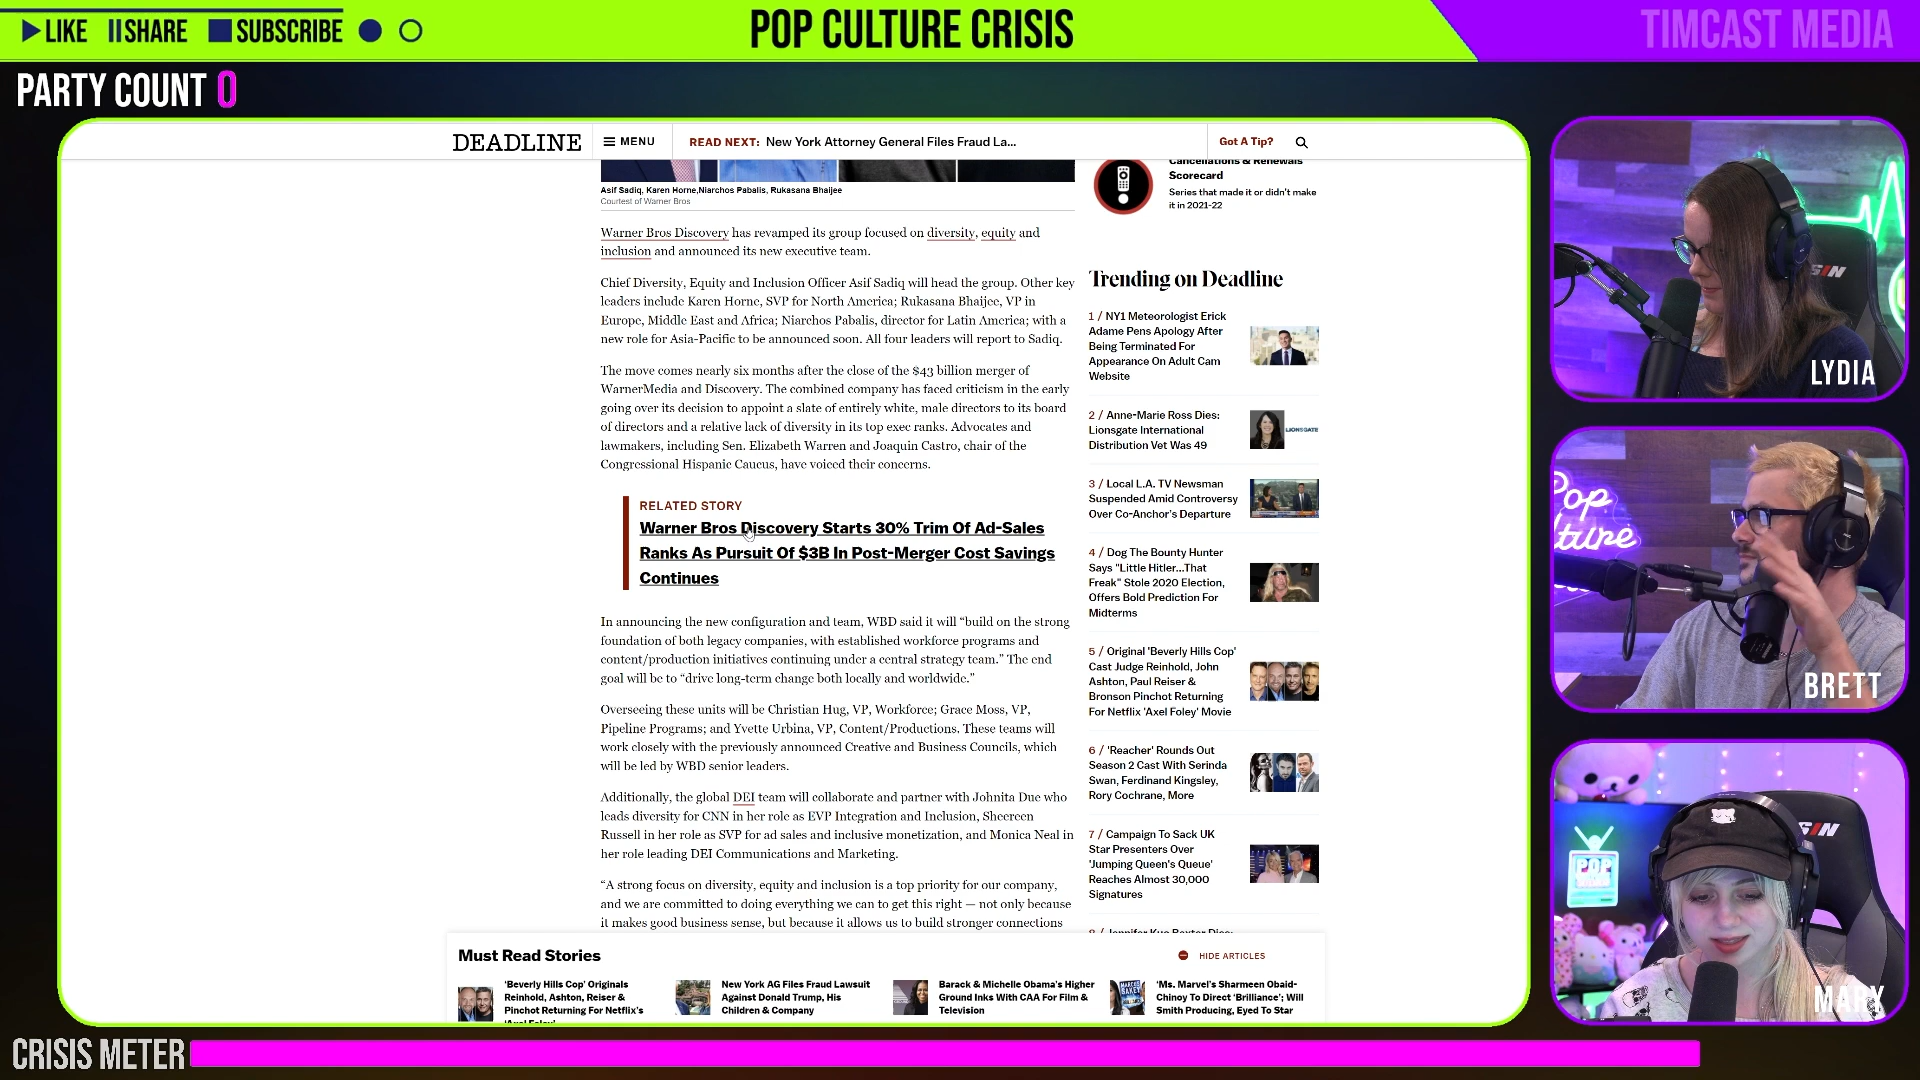 LIKE SHARE SUBSCRIBE
POP CULTURE CRISIS
TIMCAST MEDIA
PARTY COUNT 0
DEADLINE
MENU
READ NEXT: New York Attorney General Files Fraud La...
Got A Tip?
Asif Sadiq, Karen Horne,Niarchos Pabalis, Rukasana Bhaijee
Courtest of Warner Bros
Warner Bros Discovery has revamped its group focused on diversity, equity and
inclusion and announced its new executive team.
Chief Diversity, Equity and Inclusion Officer Asif Sadiq will head the group. Other key
leaders include Karen Horne, SVP for North America; Rukasana Bhaijee, VP in
Europe, Middle East and Africa; Niarchos Pabalis, director for Latin America; with a
new role for Asia-Pacific to be announced soon. All four leaders will report to Sadiq.
The move comes nearly six months after the close of the $43 billion merger of
WarnerMedia and Discovery. The combined company has faced criticism in the early
going over its decision to appoint a slate of entirely white, male directors to its board
of directors and a relative lack of diversity in its top exec ranks. Advocates and
lawmakers, including Sen. Elizabeth Warren and Joaquin Castro, chair of the
Congressional Hispanic Caucus, have voiced their concerns.
RELATED STORY
Warner Bros Discovery Starts 30% Trim Of Ad-Sales
Ranks As Pursuit Of $3B In Post-Merger Cost Savings
Continues
In announcing the new configuration and team, WBD said it will “build on the strong
foundation of both legacy companies, with established workforce programs and
content/production initiatives continuing under a central strategy team.” The end
goal will be to “drive long-term change both locally and worldwide.”
Overseeing these units will be Christian Hug, VP, Workforce; Grace Moss, VP,
Pipeline Programs; and Yvette Urbina, VP, Content/Productions. These teams will
work closely with the previously announced Creative and Business Councils, which
will be led by WBD senior leaders.
Additionally, the global DEI team will collaborate and partner with Johnita Due who
leads diversity for CNN in her role as EVP Integration and Inclusion, Sheereen
Russell in her role as SVP for ad sales and inclusive monetization, and Monica Neal in
her role leading DEI Communications and Marketing.
“A strong focus on diversity, equity and inclusion is a top priority for our company,
and we are committed to doing everything we can to get this right — not only because
it makes good business sense, but because it allows us to build stronger connections
Cancellations & Renewals
Scorecard
Series that made it or didn't make
it in 2021-22
Trending on Deadline
1 / NY1 Meteorologist Erick
Adame Pens Apology After
Being Terminated For
Appearance On Adult Cam
Website
2 / Anne-Marie Ross Dies:
Lionsgate International
Distribution Vet Was 49
LIONSGATE
3 / Local L.A. TV Newsman
Suspended Amid Controversy
Over Co-Anchor's Departure
4 / Dog The Bounty Hunter
Says "Little Hitler...That
Freak" Stole 2020 Election,
Offers Bold Prediction For
Midterms
5 / Original 'Beverly Hills Cop'
Cast Judge Reinhold, John
Ashton, Paul Reiser &
Bronson Pinchot Returning
For Netflix 'Axel Foley' Movie
6 / 'Reacher' Rounds Out
Season 2 Cast With Serinda
Swan, Ferdinand Kingsley,
Rory Cochrane, More
7 / Campaign To Sack UK
Star Presenters Over
'Jumping Queen's Queue'
Reaches Almost 30,000
Signatures
Must Read Stories
HIDE ARTICLES
'Beverly Hills Cop' Originals
Reinhold, Ashton, Reiser &
Pinchot Returning For Netflix's
New York AG Files Fraud Lawsuit
Against Donald Trump, His
Children & Company
Barack & Michelle Obama's Higher
Ground Inks With CAA For Film &
Television
'Ms. Marvel's Sharmeen Obaid-
Chinoy To Direct 'Brilliance'; Will
Smith Producing, Eyed To Star
LYDIA
Pop
BRETT
POP
MARY
CRISIS METER